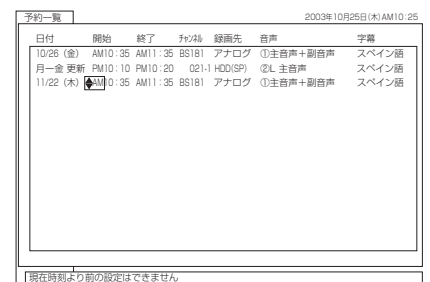 予約一覧 2003年10月25日(木)AM10:25
日付 開始 終了 ﾁｬﾝﾈﾙ 録画先 音声 字幕
10/26 (金) AM10:35 AM11:35 BS181 アナログ ①主音声+副音声 スペイン語
月ー金 更新 PM10:10 PM10:20 021-1 HDD(SP) ②L 主音声 スペイン語
11/22 (木) AM10:35 AM11:35 BS181 アナログ ①主音声+副音声 スペイン語
現在時刻より前の設定はできません